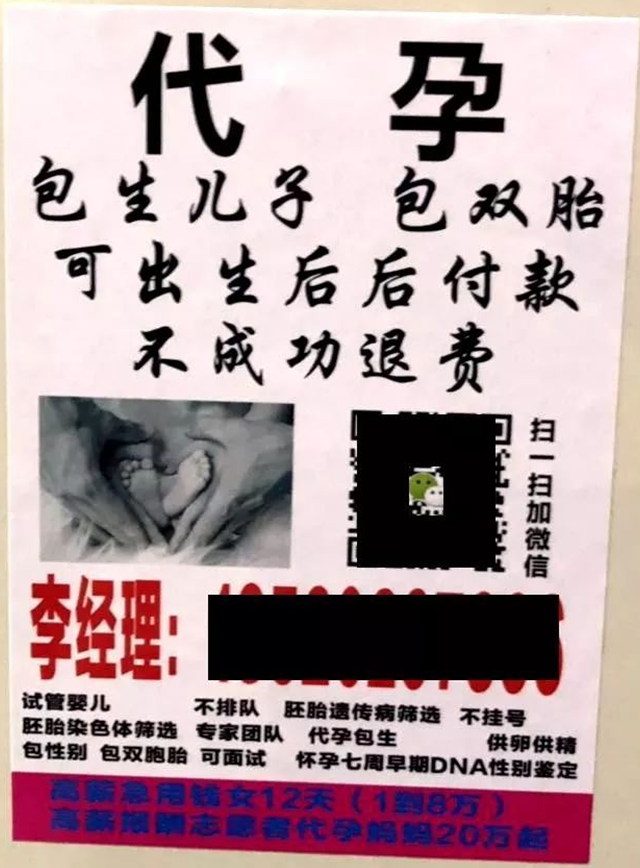 代孕
包生儿子 包双胎
可出生后后付款
不成功退费
扫一扫加微信
李经理:
试管婴儿 不排队 胚胎遗传病筛选 不挂号
胚胎染色体筛选 专家团队 代孕包生 供卵供精
包性别 包双胞胎 可面试 怀孕七周早期DNA性别鉴定
高薪急用钱女12天(1到8万)
高薪报酬志愿者代孕妈妈20万起